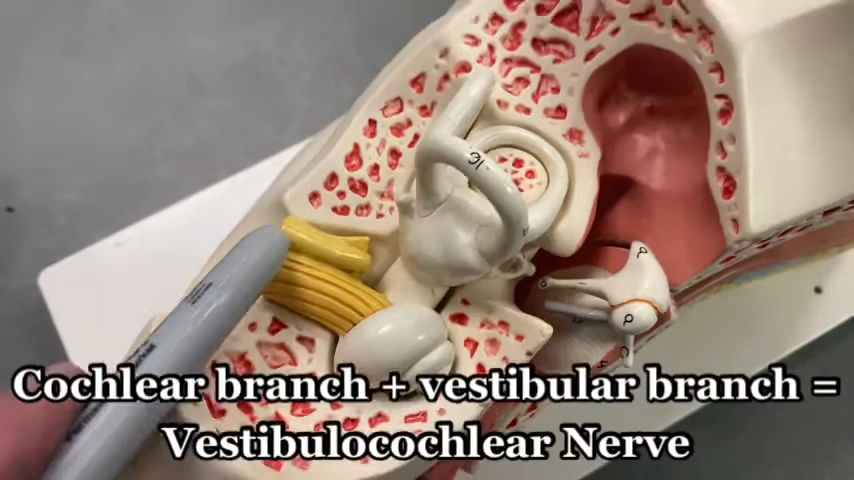 Cochlear branch + vestibular branch =
Vestibulocochlear Nerve